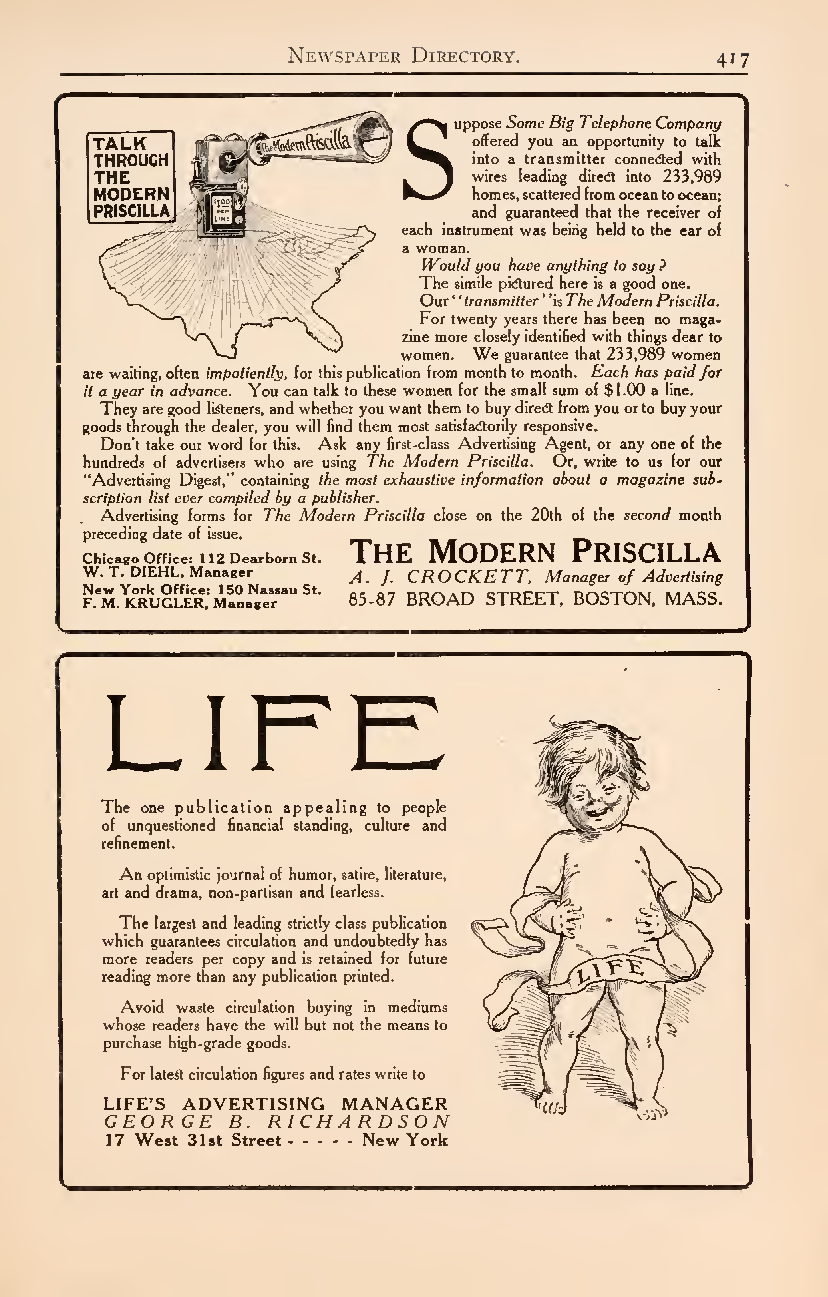 NEWSPAPER DIRECTORY.
417
TALK
THROUGH
THE
MODERN
PRISCILLA
The Modern Priscilla
$1.00
PER
LINE
Suppose Some Big Telephone Company
offered you an opportunity to talk
into a transmitter connected with
wires leading direct into 233,989
homes, scattered from ocean to ocean;
and guaranteed that the receiver of
each instrument was being held to the ear of
a woman.
Would you have anything to say?
The simile pictured here is a good one.
Our "transmitter" is The Modern Priscilla.
For twenty years there has been no maga-
zine more closely identified with things dear to
women. We guarantee that 233,989 women
are waiting, often impatiently, for this publication from month to month. Each has paid for
it a year in advance. You can talk to these women for the small sum of $1.00 a line.
They are good listeners, and whether you want them to buy direct from you or to buy your
goods through the dealer, you will find them most satisfactorily responsive.
Don't take our word for this. Ask any first-class Advertising Agent, or any one of the
hundreds of advertisers who are using The Modern Priscilla. Or, write to us for our
"Advertising Digest," containing the most exhaustive information about a magazine sub-
scription list ever compiled by a publisher.
Advertising forms for The Modern Priscilla close on the 20th of the second month
preceding date of issue.
Chicago Office: 112 Dearborn St.
W. T. DIEHL, Manager
New York Office: 150 Nassau St.
F. M. KRUGLER, Manager
THE MODERN PRISCILLA
A. J. CROCKETT, Manager of Advertising
85-87 BROAD STREET, BOSTON, MASS.
LIFE
The one publication appealing to people
of unquestioned financial standing, culture and
refinement.
An optimistic journal of humor, satire, literature,
art and drama, non-partisan and fearless.
The largest and leading strictly class publication
which guarantees circulation and undoubtedly has
more readers per copy and is retained for future
reading more than any publication printed.
Avoid waste circulation buying in mediums
whose readers have the will but not the means to
purchase high-grade goods.
For latest circulation figures and rates write to
LIFE'S ADVERTISING MANAGER
GEORGE B. RICHARDSON
17 West 31st Street - - - - - New York
LIFE